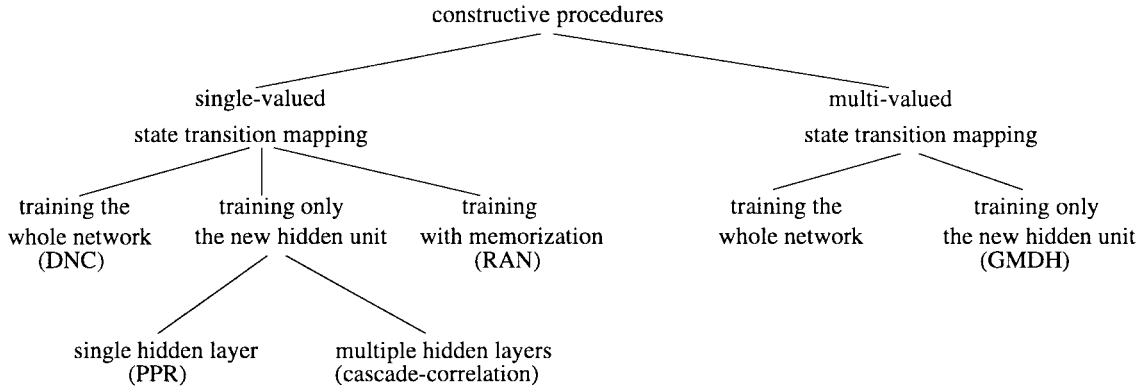 constructive procedures
single-valued
state transition mapping
multi-valued
state transition mapping
training the
whole network
(DNC)
training only
the new hidden unit
training
with memorization
(RAN)
training the
whole network
training only
the new hidden unit
(GMDH)
single hidden layer
(PPR)
multiple hidden layers
(cascade-correlation)